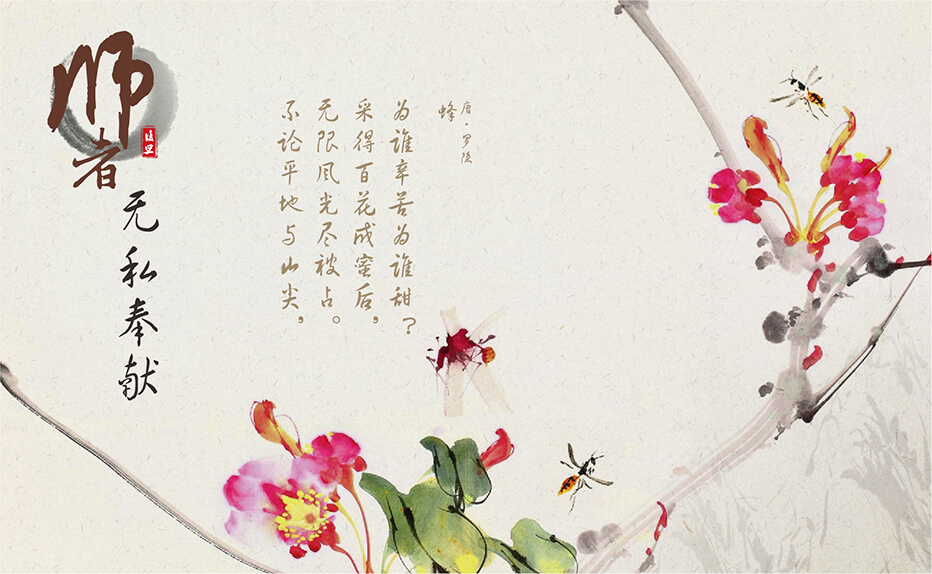 师者
无私奉献
唐·罗隐
蜂
为谁辛苦为谁甜？
采得百花成蜜后，
无限风光尽被占。
不论平地与山尖，